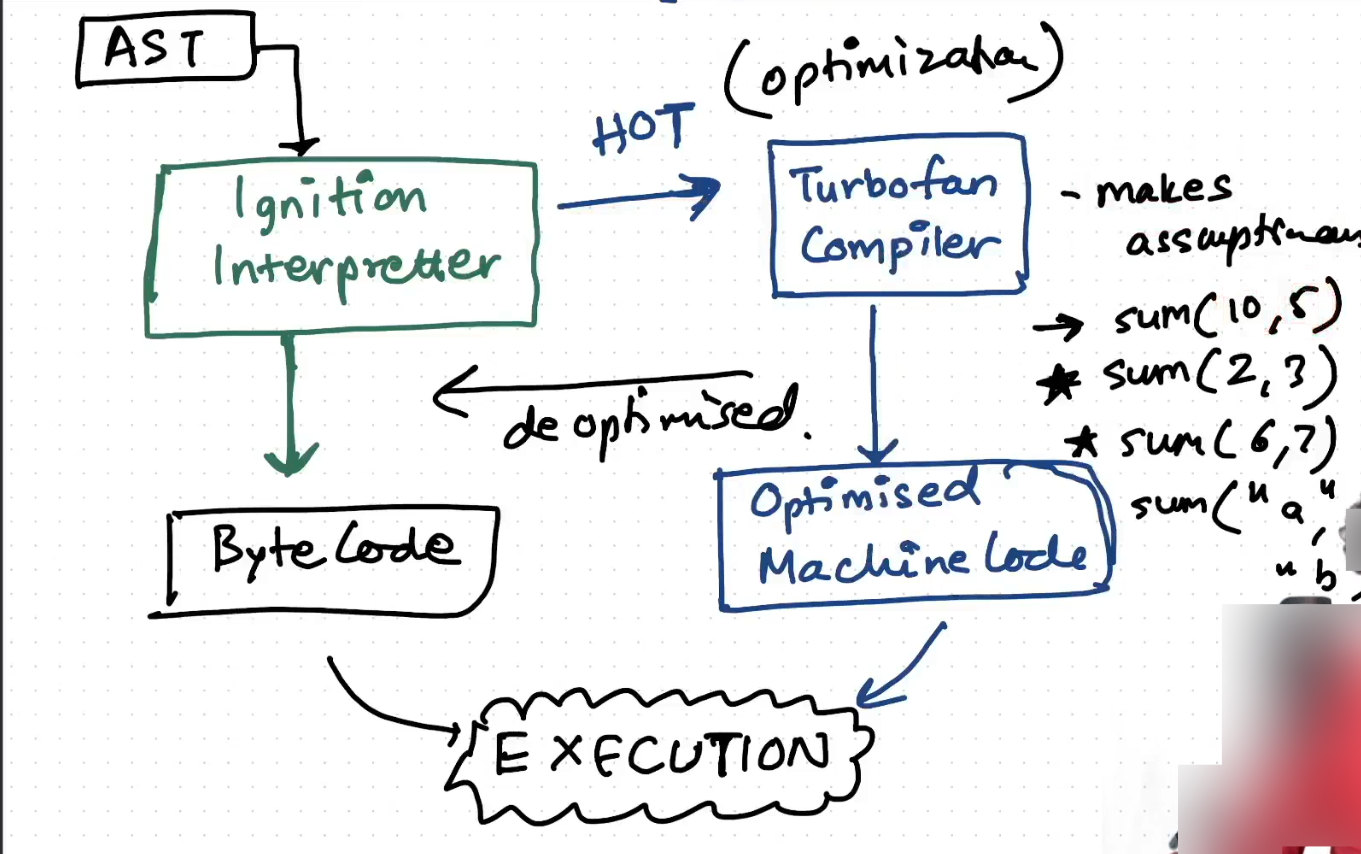 AST
(optimization)
HOT
Ignition
Interpretter
Turbofan
Compiler
- makes
→ sum(10,5)
★ sum(2,3)
★ sum(6,7)
sum("a",
"b
deoptimised.
Byte Code
Optimised
Machine Code
EXECUTION